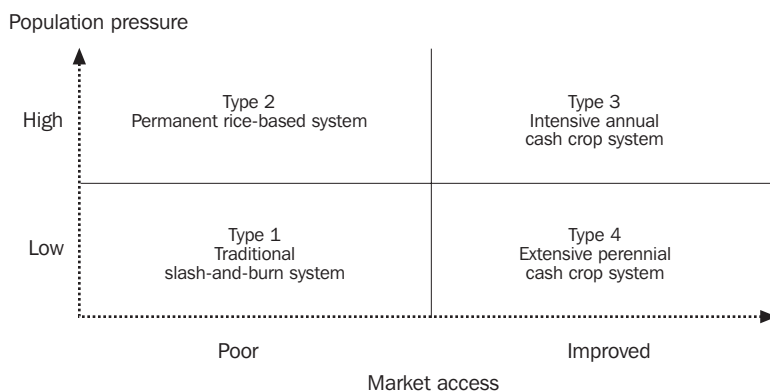 Population pressure
High
Type 2
Permanent rice-based system
Type 3
Intensive annual
cash crop system
Low
Type 1
Traditional
slash-and-burn system
Type 4
Extensive perennial
cash crop system
Poor
Improved
Market access